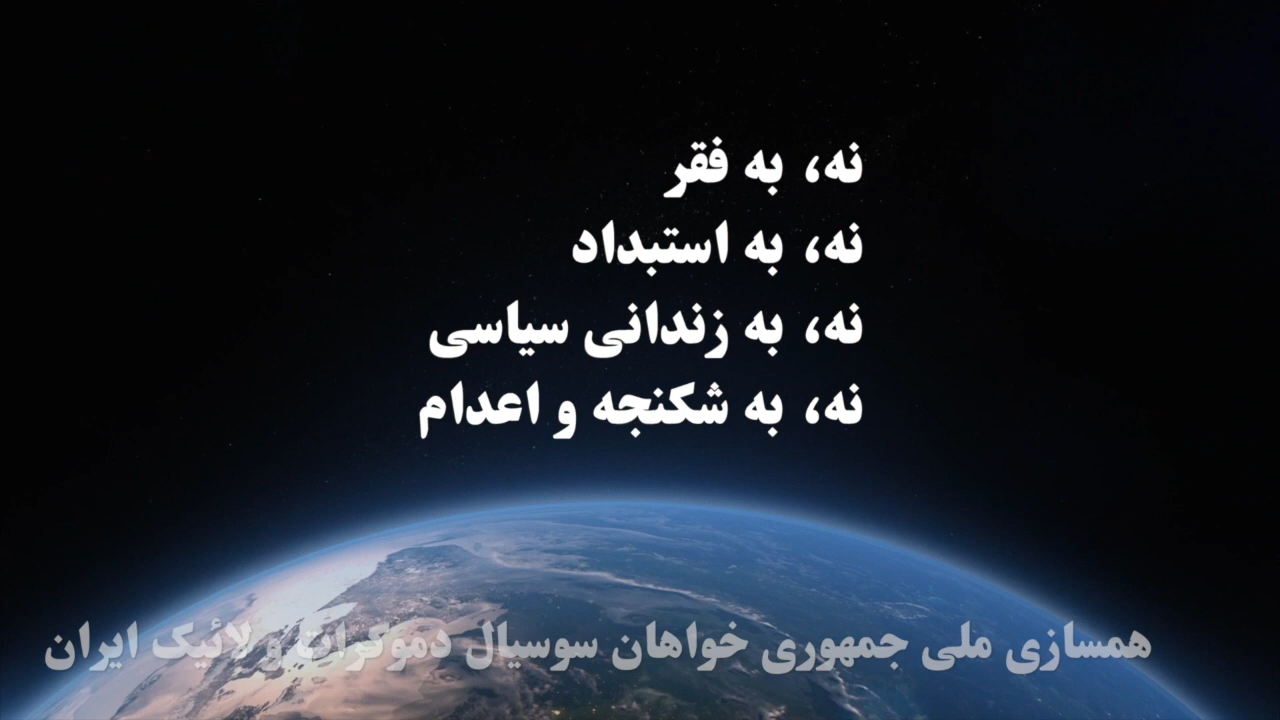 نه، به فقر
نه، به استبداد
نه، به زندانی سیاسی
نه، به شکنجه و اعدام
همسازی ملی جمهوری خواهان سوسیال دموکرات و لائیک ایران